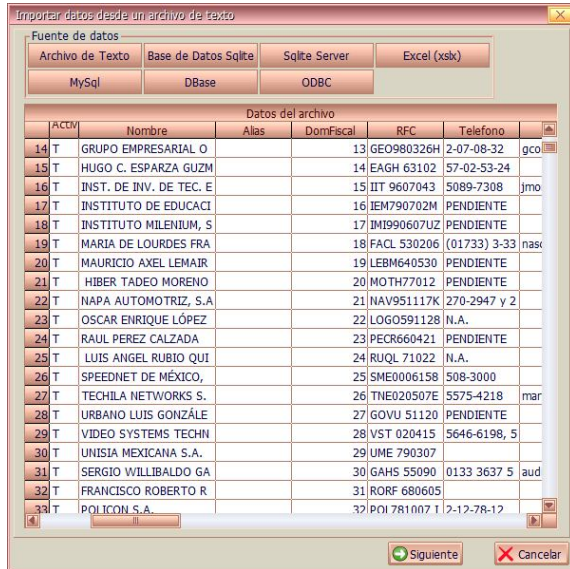 Importar datos desde un archivo de texto
Fuente de datos
Archivo de Texto Base de Datos Sqlite Sqlite Server Excel (xslx)
MySql DBase ODBC
Datos del archivo
Activ Nombre Alias DomFiscal RFC Telefono
14 T GRUPO EMPRESARIAL O 13 GEO980326H 2-07-08-32 gco
15 T HUGO C. ESPARZA GUZM 14 EAGH 63102 57-02-53-24
16 T INST. DE INV. DE TEC. E 15 IIT 9607043 5089-7308 jmo
17 T INSTITUTO DE EDUCACI 16 IEM790702M PENDIENTE
18 T INSTITUTO MILENIUM, S 17 IMI990607UZ PENDIENTE
19 T MARIA DE LOURDES FRA 18 FACL 530206 (01733) 3-33 nasc
20 T MAURICIO AXEL LEMAIR 19 LEBM640530 PENDIENTE
21 T HIBER TADEO MORENO 20 MOTH77012 PENDIENTE
22 T NAPA AUTOMOTRIZ, S.A 21 NAV951117K 270-2947 y 2
23 T OSCAR ENRIQUE LÓPEZ 22 LOGO591128 N.A.
24 T RAUL PEREZ CALZADA 23 PECR660421 PENDIENTE
25 T LUIS ANGEL RUBIO QUI 24 RUQL 71022 N.A.
26 T SPEEDNET DE MÉXICO, 25 SME0006158 508-3000
27 T TECHILA NETWORKS S. 26 TNE020507E 5575-4218 mar
28 T URBANO LUIS GONZÁLE 27 GOVU 51120 PENDIENTE
29 T VIDEO SYSTEMS TECHN 28 VST 020415 5646-6198, 5
30 T UNISIA MEXICANA S.A. 29 UME 790307
31 T SERGIO WILLIBALDO GA 30 GAHS 55090 0133 3637 5 aud
32 T FRANCISCO ROBERTO R 31 RORF 680605
33 T POLICON S.A. 32 POL781007 I 2-12-78-12
Siguiente Cancelar